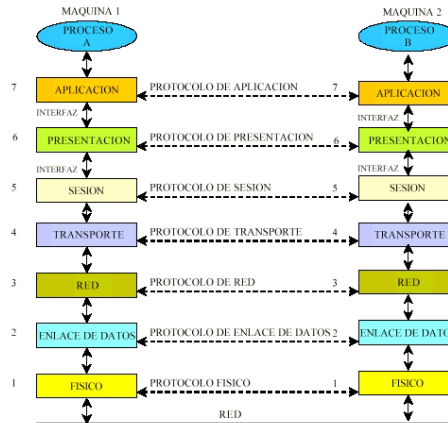 MAQUINA 1
MAQUINA 2
PROCESO
A
PROCESO
B
7 APLICACION PROTOCOLO DE APLICACION 7 APLICACION
INTERFAZ INTERFAZ
6 PRESENTACION PROTOCOLO DE PRESENTACION 6 PRESENTACION
INTERFAZ INTERFAZ
5 SESION PROTOCOLO DE SESION 5 SESION
4 TRANSPORTE PROTOCOLO DE TRANSPORTE 4 TRANSPORTE
3 RED PROTOCOLO DE RED 3 RED
2 ENLACE DE DATOS PROTOCOLO DE ENLACE DE DATOS 2 ENLACE DE DATO
1 FISICO PROTOCOLO FISICO 1 FISICO
RED